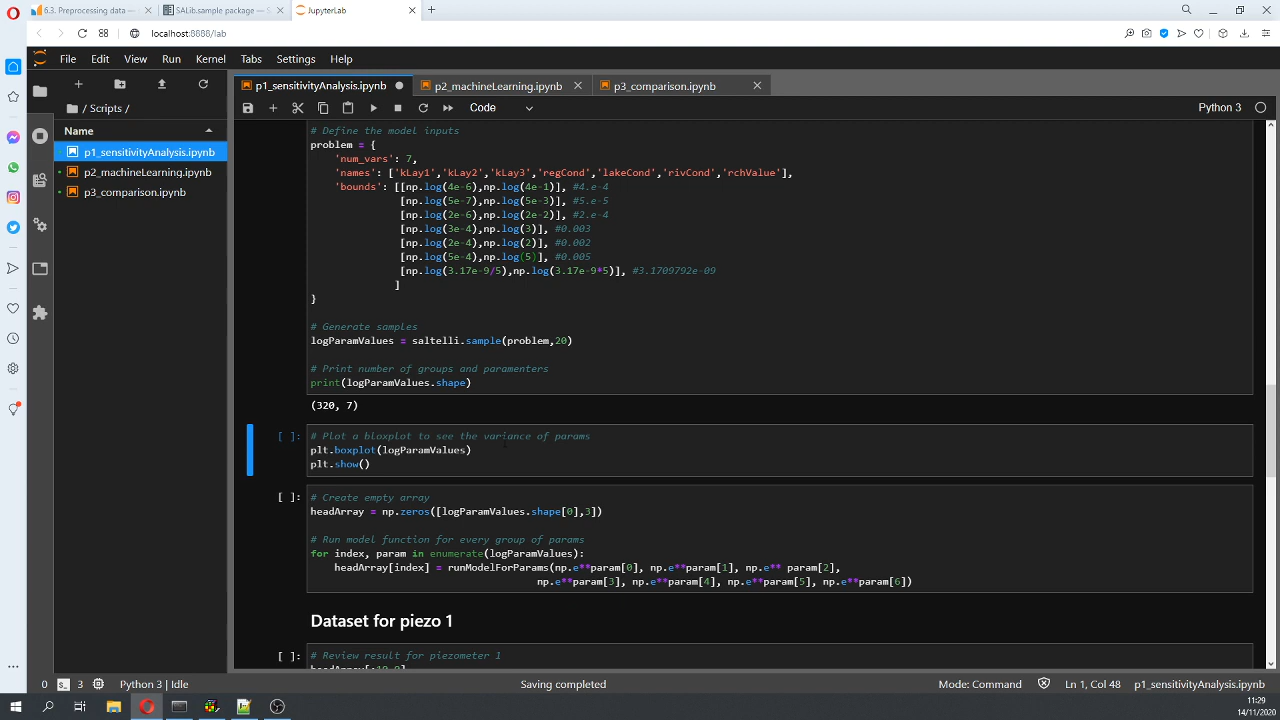 6.3. Preprocessing data —
SALib.sample package — S
JupyterLab
localhost:8888/lab
File Edit View Run Kernel Tabs Settings Help
p1_sensitivityAnalysis.ipynb
p2_machineLearning.ipynb
p3_comparison.ipynb
Code
Python 3
/ Scripts /
Name
p1_sensitivityAnalysis.ipynb
p2_machineLearning.ipynb
p3_comparison.ipynb
# Define the model inputs
problem = {
'num_vars': 7,
'names': ['kLay1','kLay2','kLay3','regCond','lakeCond','rivCond','rchValue'],
'bounds': [[np.log(4e-6),np.log(4e-1)], #4.e-4
[np.log(5e-7),np.log(5e-3)], #5.e-5
[np.log(2e-6),np.log(2e-2)], #2.e-4
[np.log(3e-4),np.log(3)], #0.003
[np.log(2e-4),np.log(2)], #0.002
[np.log(5e-4),np.log(5)], #0.005
[np.log(3.17e-9/5),np.log(3.17e-9*5)], #3.1709792e-09
]
}
# Generate samples
logParamValues = saltelli.sample(problem,20)
# Print number of groups and paramenters
print(logParamValues.shape)
(320, 7)
[ ]: # Plot a bloxplot to see the variance of params
plt.boxplot(logParamValues)
plt.show()
[ ]: # Create empty array
headArray = np.zeros([logParamValues.shape[0],3])
# Run model function for every group of params
for index, param in enumerate(logParamValues):
headArray[index] = runModelForParams(np.e**param[0], np.e**param[1], np.e** param[2],
np.e**param[3], np.e**param[4], np.e**param[5], np.e**param[6])
Dataset for piezo 1
[ ]: # Review result for piezometer 1
headArray[:10,0]
0 3 Python 3 | Idle
Saving completed
Mode: Command
Ln 1, Col 48
p1_sensitivityAnalysis.ipynb
11:29
14/11/2020